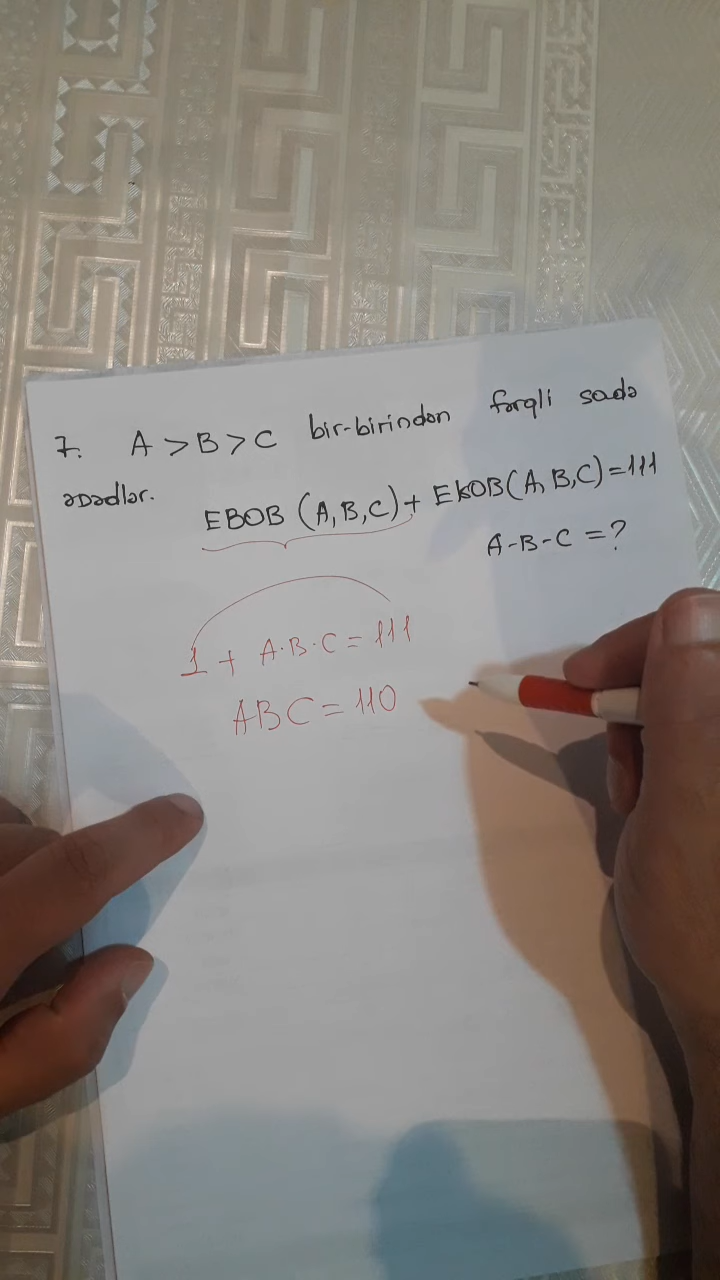 7. A > B > C bir-birindən fərqli sadə
ədədlər.
EBOB (A,B,C) + EKOB(A,B,C)=111
A-B-C = ?
1 + A·B·C = 111
ABC = 110